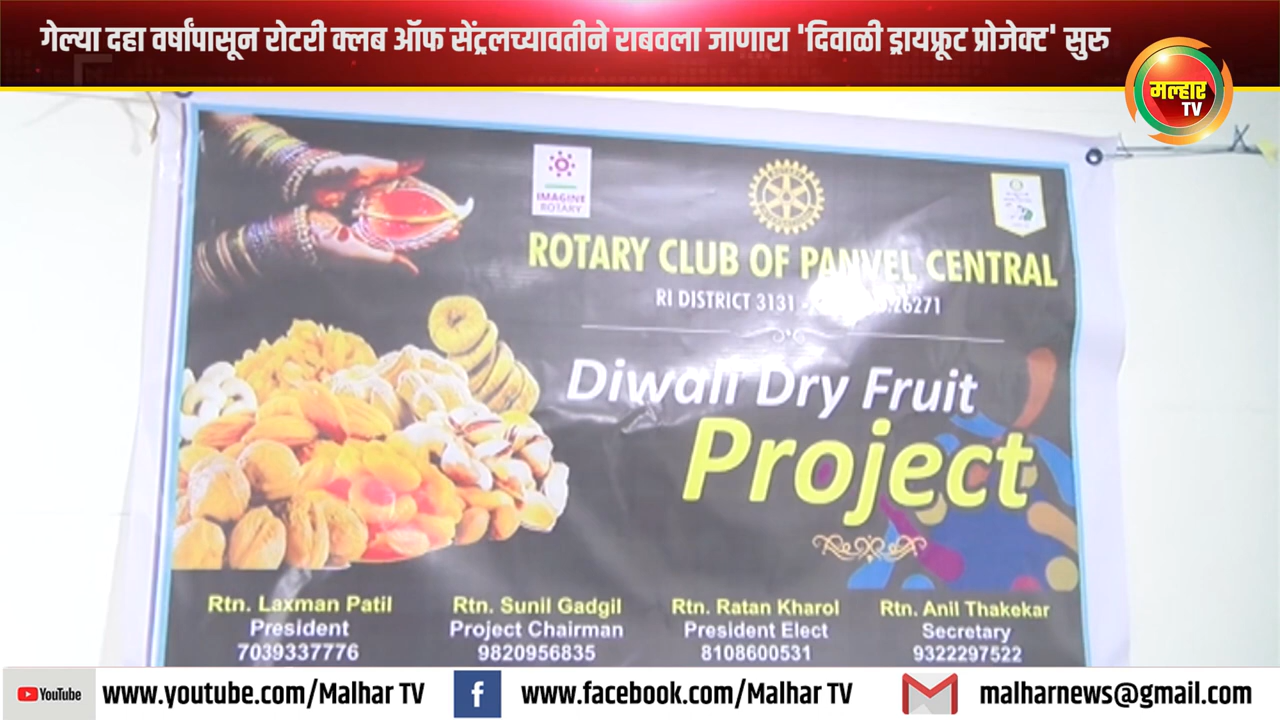 गेल्या दहा वर्षांपासून रोटरी क्लब ऑफ सेंट्रलच्यावतीने राबवला जाणारा 'दिवाळी ड्रायफ्रूट प्रोजेक्ट' सुरु
मल्हार
TV
IMAGINE
ROTARY
ROTARY CLUB OF PANVEL CENTRAL
RI DISTRICT 3131 -
Diwali Dry Fruit
Project
Rtn. Laxman Patil
President
7039337776
Rtn. Sunil Gadgil
Project Chairman
9820956835
Rtn. Ratan Kharol
President Elect
8108600531
Rtn. Anil Thakekar
Secretary
9322297522
YouTube
www.youtube.com/Malhar TV
f
www.facebook.com/Malhar TV
malharnews@gmail.com